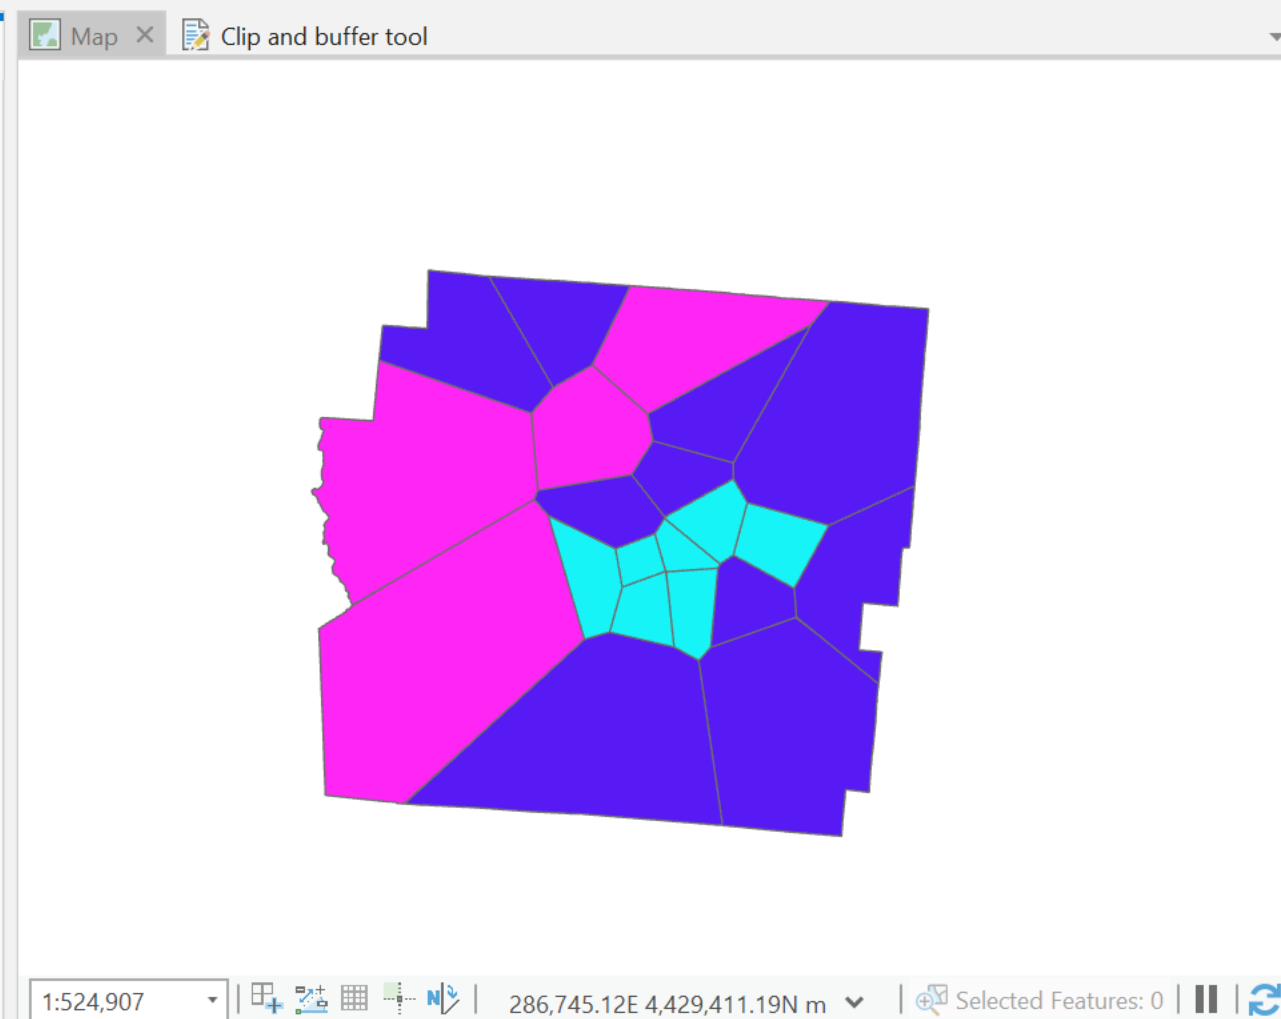 Map
Clip and buffer tool
1:524,907
N
286,745.12E 4,429,411.19N m
Selected Features: 0